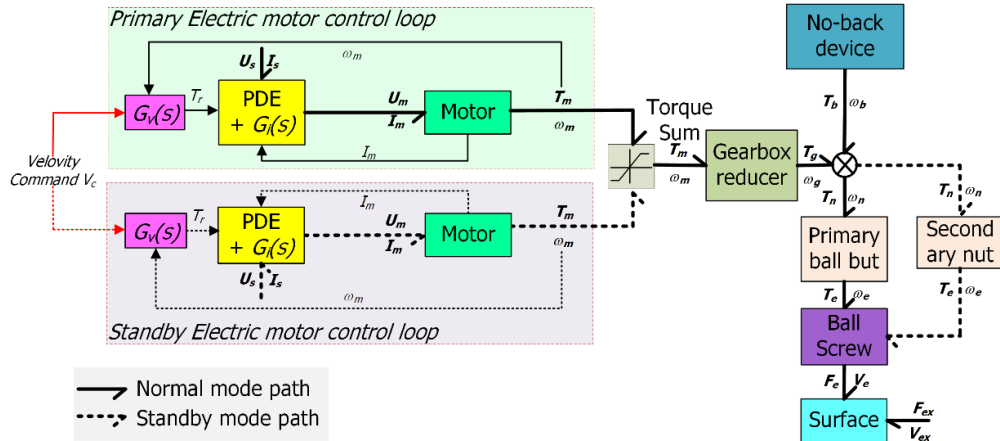 Primary Electric motor control loop
ω_m
U_s I_s
G_v(s)
T_r
PDE
+ G_i(s)
U_m
I_m
Motor
T_m
ω_m
I_m
Velovity
Command V_c
Torque
Sum
T_m
ω_m
Gearbox
reducer
T_g
ω_g
No-back
device
T_b ω_b
T_n ω_n
T_n ω_n
Primary
ball but
Second
ary nut
T_e ω_e
T_e ω_e
Ball
Screw
F_e V_e
Surface
F_ex
V_ex
G_v(s)
T_r
PDE
+ G_i(s)
I_m
U_m
I_m
Motor
T_m
ω_m
U_s I_s
ω_m
Standby Electric motor control loop
Normal mode path
Standby mode path